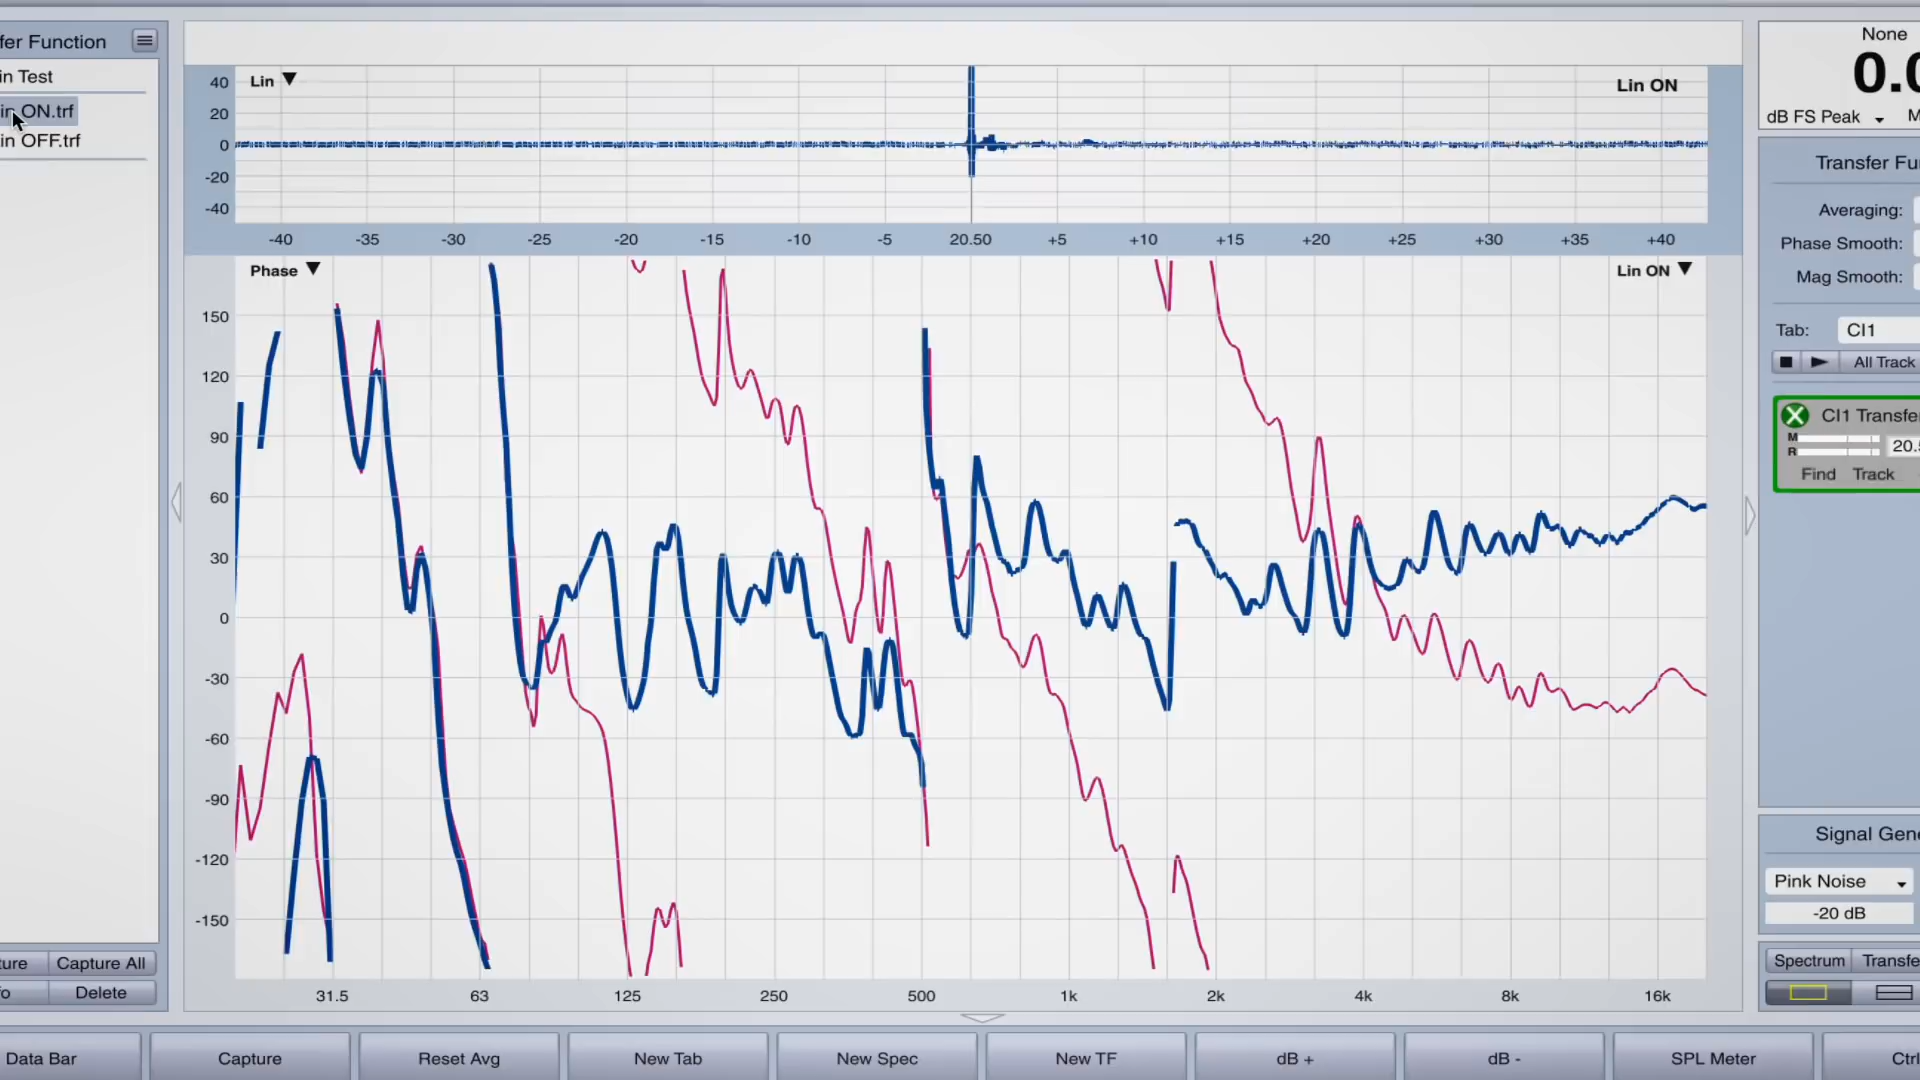 fer Function
in Test
in ON.trf
in OFF.trf
ture
Capture All
fo
Delete
Lin ▼
Lin ON
40
20
0
-20
-40
-40 -35 -30 -25 -20 -15 -10 -5 20.50 +5 +10 +15 +20 +25 +30 +35 +40
Phase ▼
Lin ON ▼
150
120
90
60
30
0
-30
-60
-90
-120
-150
31.5 63 125 250 500 1k 2k 4k 8k 16k
None
0.0
dB FS Peak
M
Transfer Fu
Averaging:
Phase Smooth:
Mag Smooth:
Tab: CI1
All Track
CI1 Transfe
M
R
20.
Find Track
Signal Gene
Pink Noise
-20 dB
Spectrum Transfe
Data Bar Capture Reset Avg New Tab New Spec New TF dB + dB - SPL Meter Ctrl